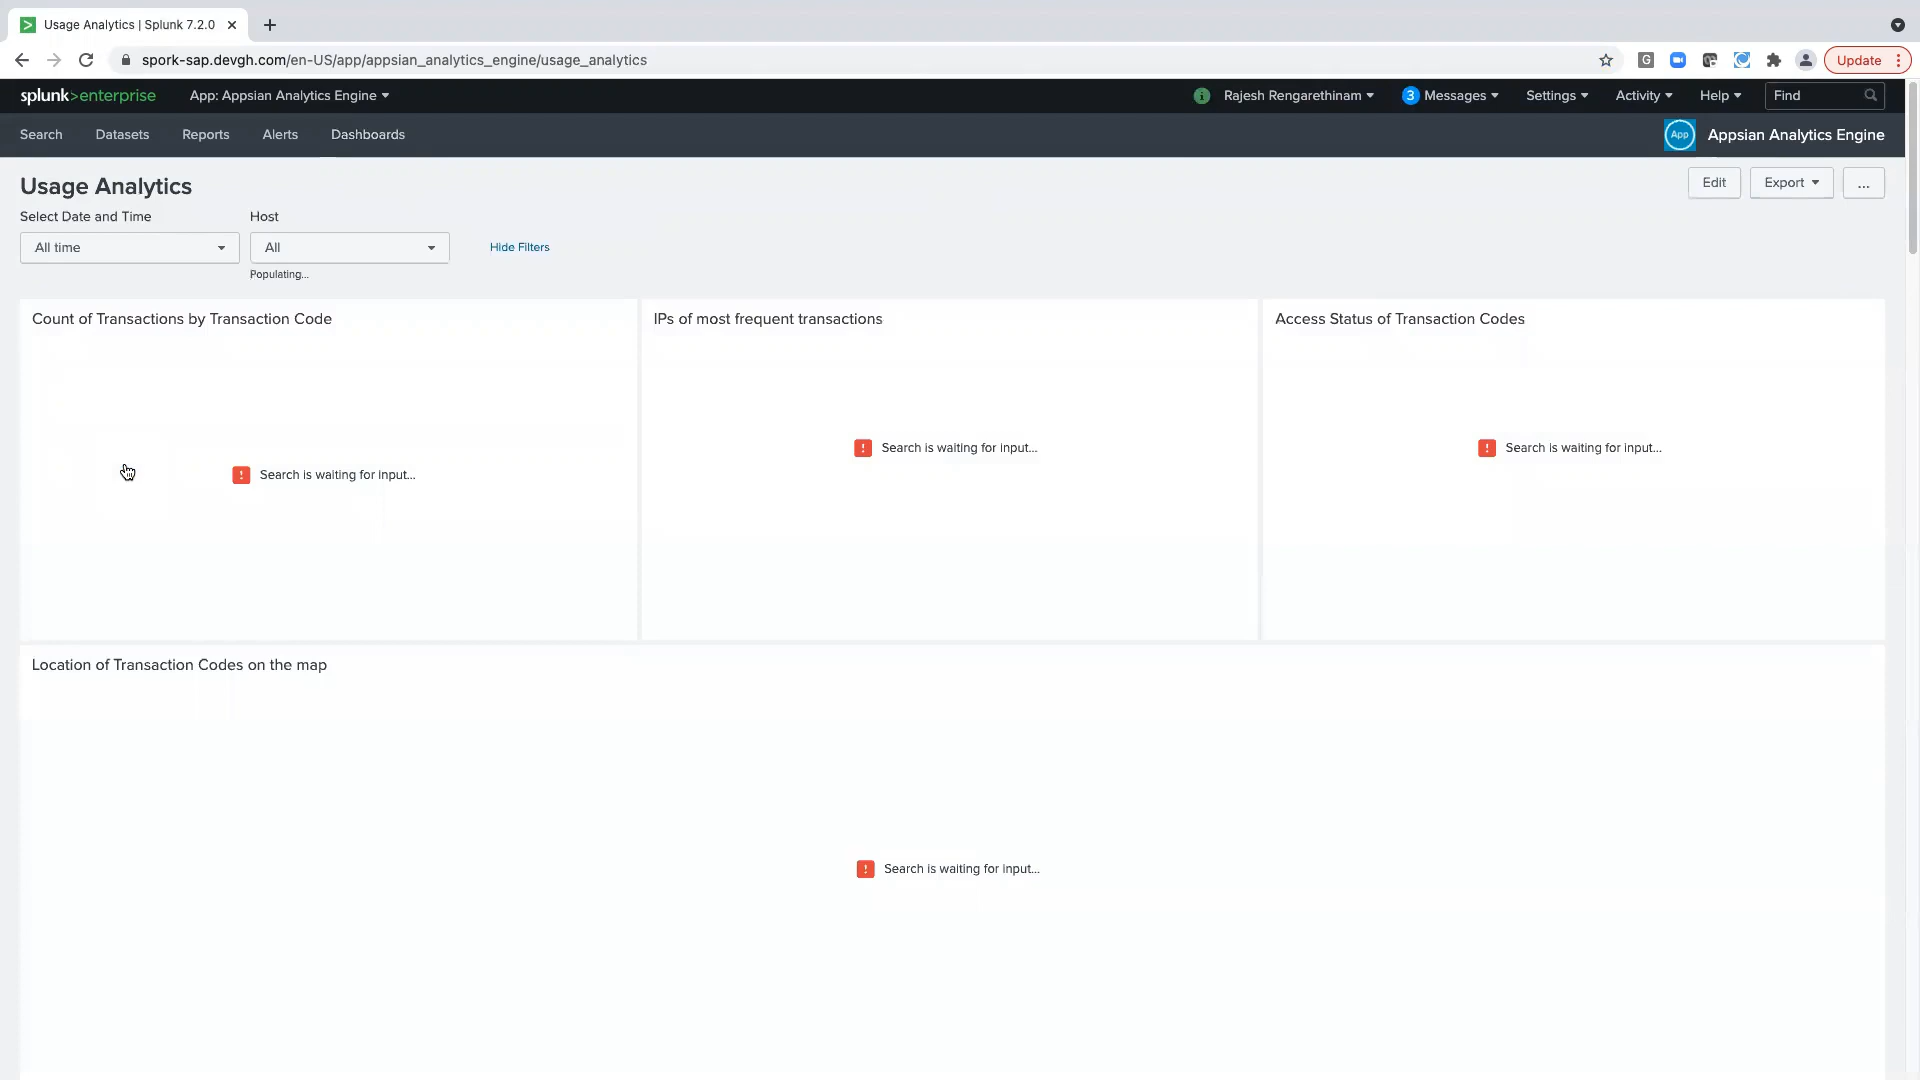 Usage Analytics | Splunk 7.2.0
spork-sap.devgh.com/en-US/app/appsian_analytics_engine/usage_analytics
G
Update
splunk>enterprise App: Appsian Analytics Engine
i Rajesh Rengarethinam 3 Messages Settings Activity Help Find
Search Datasets Reports Alerts Dashboards
App Appsian Analytics Engine
Usage Analytics
Edit Export ...
Select Date and Time Host
All time All Hide Filters
Populating...
Count of Transactions by Transaction Code
IPs of most frequent transactions
Access Status of Transaction Codes
! Search is waiting for input...
! Search is waiting for input...
! Search is waiting for input...
Location of Transaction Codes on the map
! Search is waiting for input...